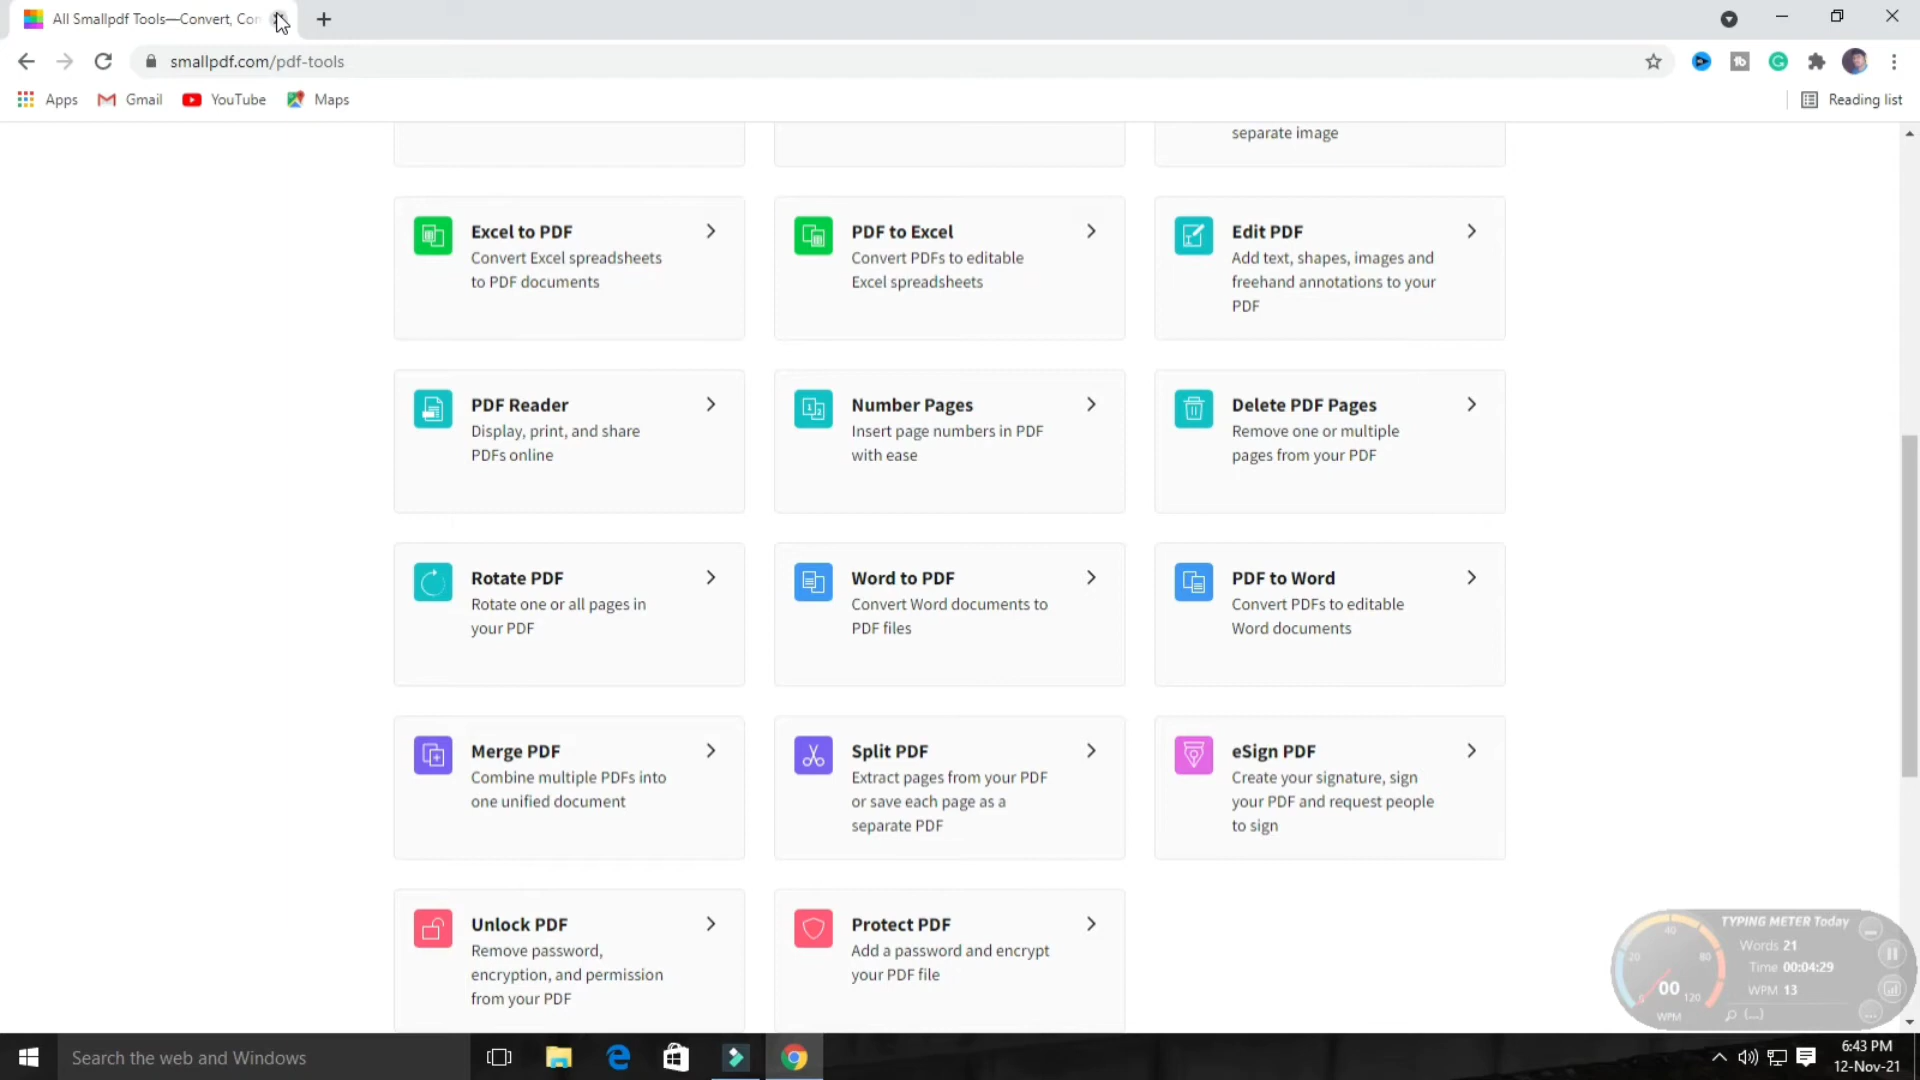 All Smallpdf Tools—Convert, Co
smallpdf.com/pdf-tools
Apps
Gmail
YouTube
Maps
Reading list
separate image
Excel to PDF
Convert Excel spreadsheets
to PDF documents
PDF to Excel
Convert PDFs to editable
Excel spreadsheets
Edit PDF
Add text, shapes, images and
freehand annotations to your
PDF
PDF Reader
Display, print, and share
PDFs online
Number Pages
Insert page numbers in PDF
with ease
Delete PDF Pages
Remove one or multiple
pages from your PDF
Rotate PDF
Rotate one or all pages in
your PDF
Word to PDF
Convert Word documents to
PDF files
PDF to Word
Convert PDFs to editable
Word documents
Merge PDF
Combine multiple PDFs into
one unified document
Split PDF
Extract pages from your PDF
or save each page as a
separate PDF
eSign PDF
Create your signature, sign
your PDF and request people
to sign
Unlock PDF
Remove password,
encryption, and permission
from your PDF
Protect PDF
Add a password and encrypt
your PDF file
TYPING METER Today
Words 21
Time 00:04:29
WPM 13
(...)
20
40
80
120
00
WPM
Search the web and Windows
6:43 PM
12-Nov-21